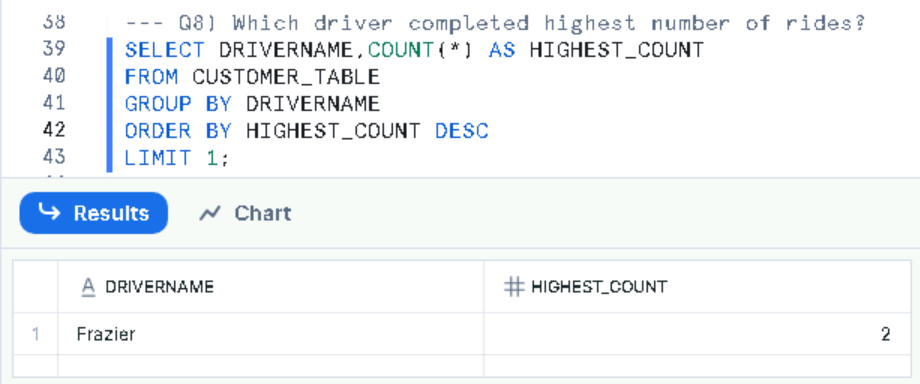 38 --- Q8) Which driver completed highest number of rides?
39 SELECT DRIVERNAME,COUNT(*) AS HIGHEST_COUNT
40 FROM CUSTOMER_TABLE
41 GROUP BY DRIVERNAME
42 ORDER BY HIGHEST_COUNT DESC
43 LIMIT 1;
Results Chart
A DRIVERNAME # HIGHEST_COUNT
1 Frazier 2